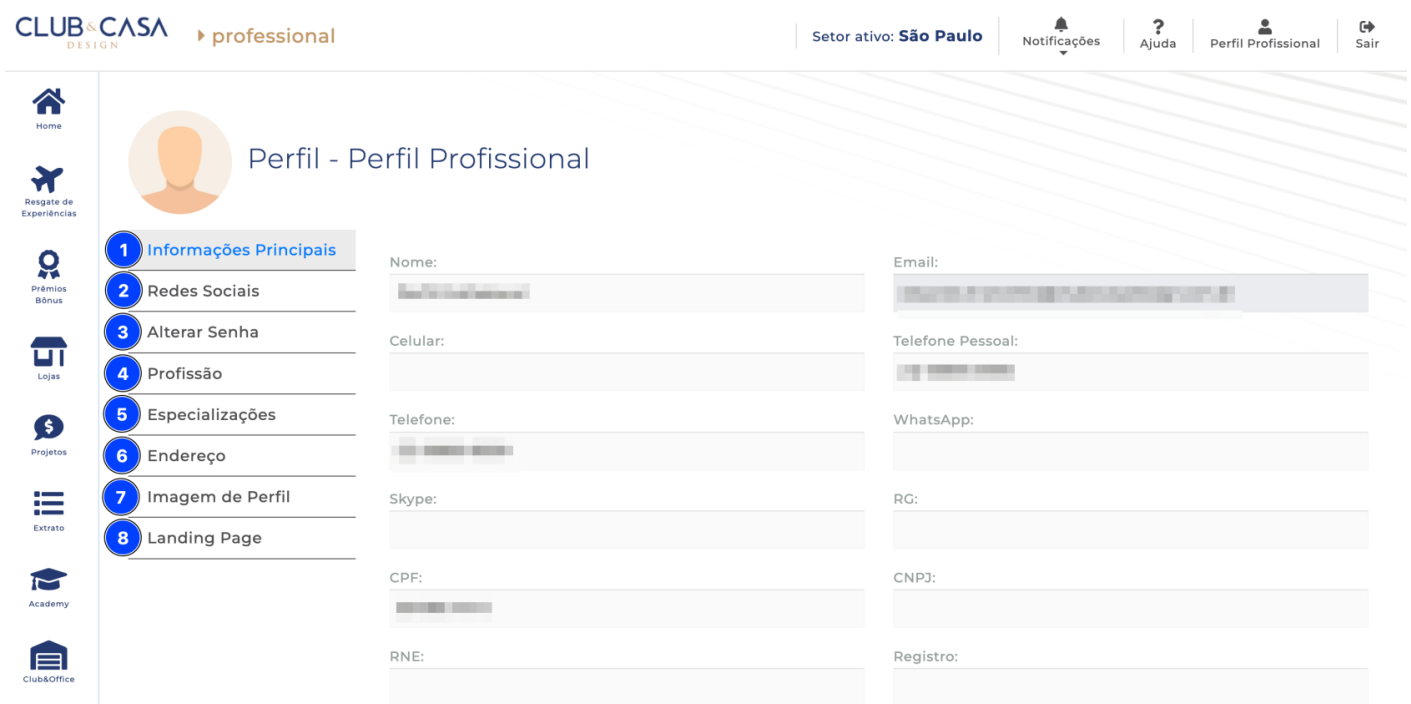 CLUB&CASA
DESIGN
professional
Setor ativo: São Paulo
Notificações
?
Ajuda
Perfil Profissional
Sair
Home
Resgate de
Experiências
Prêmios
Bônus
Lojas
$
Projetos
Extrato
Academy
Club&Office
Perfil - Perfil Profissional
1 Informações Principais
2 Redes Sociais
3 Alterar Senha
4 Profissão
5 Especializações
6 Endereço
7 Imagem de Perfil
8 Landing Page
Nome:
Email:
Celular:
Telefone Pessoal:
Telefone:
WhatsApp:
Skype:
RG:
CPF:
CNPJ:
RNE:
Registro: